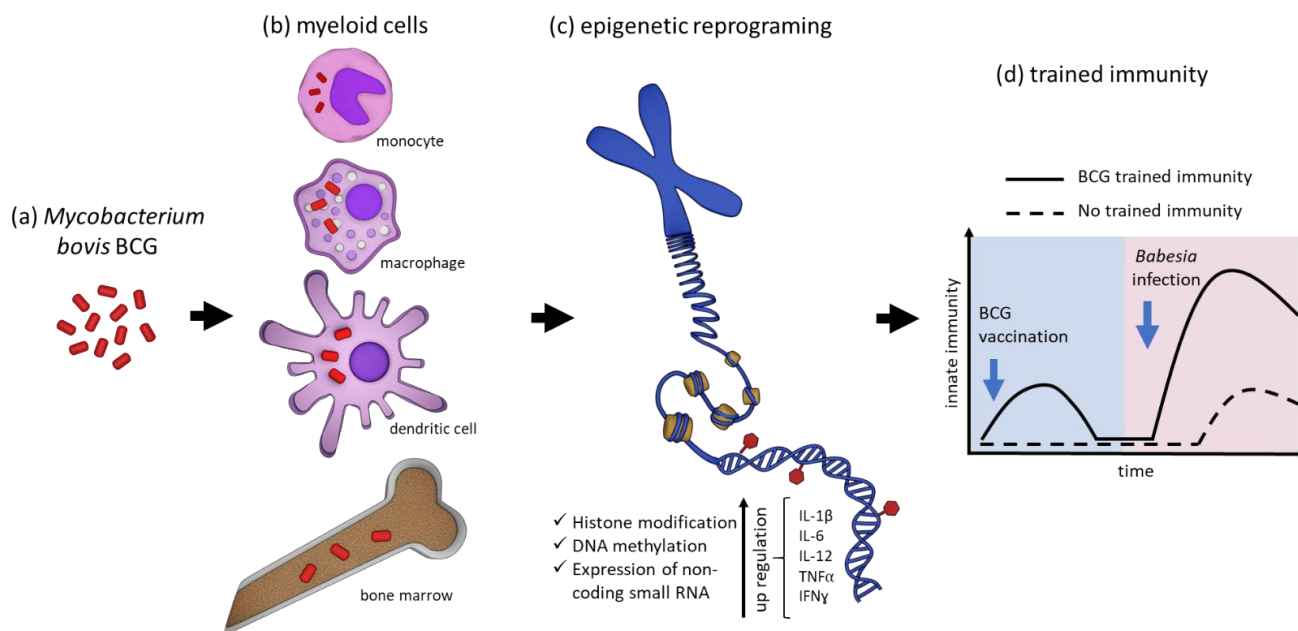 (a) Mycobacterium
bovis BCG
(b) myeloid cells
monocyte
macrophage
dendritic cell
bone marrow
(c) epigenetic reprograming
✓ Histone modification
✓ DNA methylation
✓ Expression of non-
coding small RNA
up regulation
IL-1β
IL-6
IL-12
TNFα
IFNɣ
(d) trained immunity
BCG trained immunity
No trained immunity
innate immunity
BCG
vaccination
Babesia
infection
time